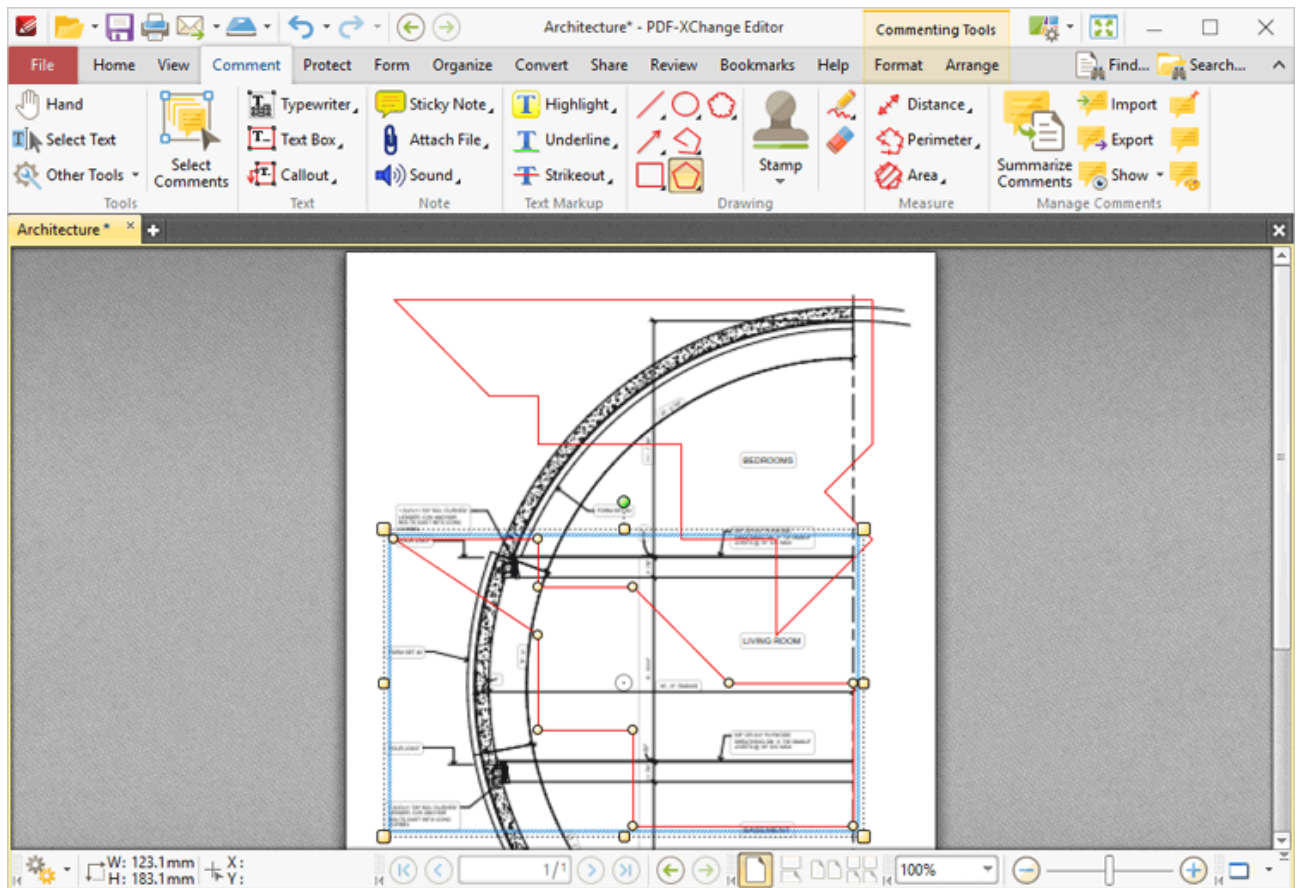 Architecture* - PDF-XChange Editor
Commenting Tools
File Home View Comment Protect Form Organize Convert Share Review Bookmarks Help Format Arrange Find... Search...
Hand
Select Text
Other Tools
Select Comments
Tools
Typewriter
Text Box
Callout
Text
Sticky Note
Attach File
Sound
Note
Highlight
Underline
Strikeout
Text Markup
Stamp
Drawing
Distance
Perimeter
Area
Measure
Summarize Comments
Import
Export
Show
Manage Comments
Architecture *
BEDROOMS
LIVING ROOM
BASEMENT
W: 123.1mm
H: 183.1mm
X:
Y:
1/1
100%